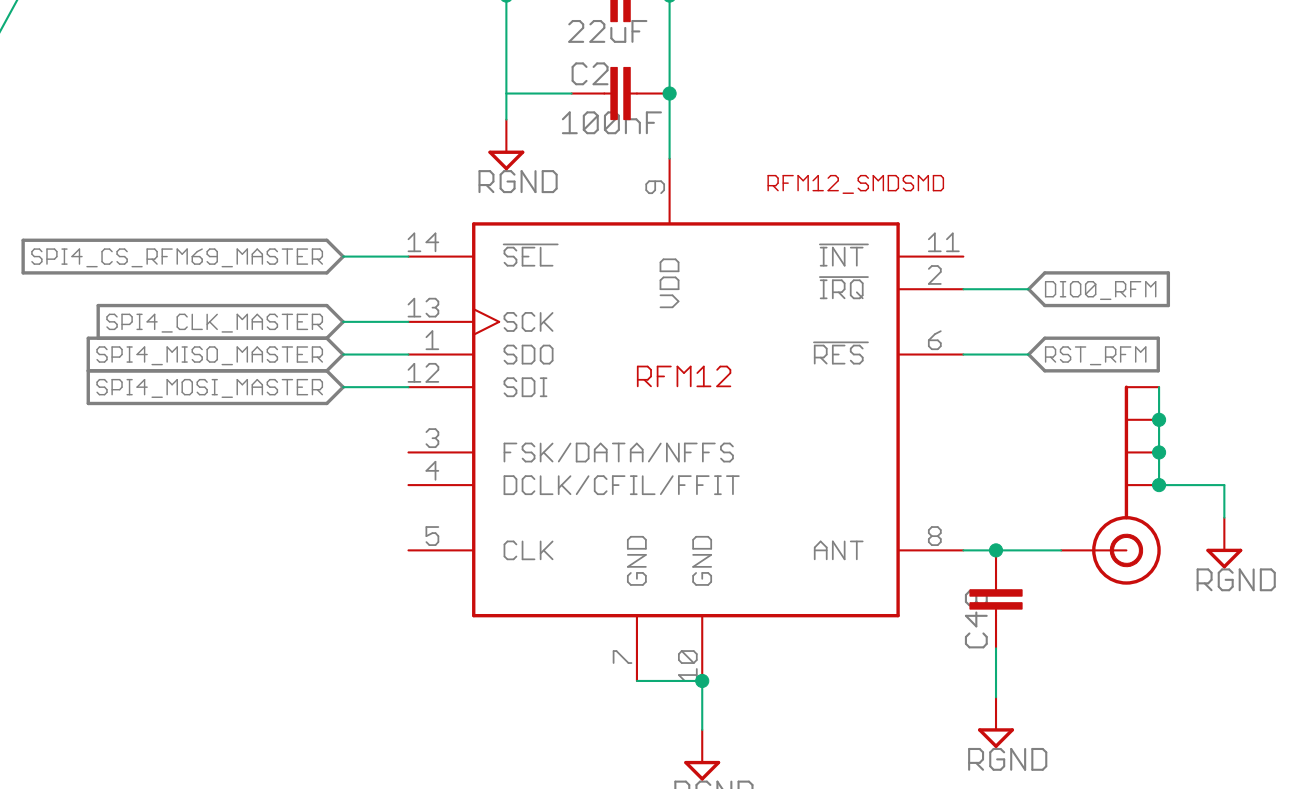 22uF
C2
100nF
RGND
9
RFM12_SMDSMD
SPI4_CS_RFM69_MASTER
14
SEL
VDD
INT
11
IRQ
2
DIO0_RFM
SPI4_CLK_MASTER
13
SCK
SPI4_MISO_MASTER
1
SDO
RES
6
RST_RFM
SPI4_MOSI_MASTER
12
SDI
RFM12
3
FSK/DATA/NFFS
4
DCLK/CFIL/FFIT
5
CLK
GND
GND
ANT
8
RGND
7
10
RGND
RGND